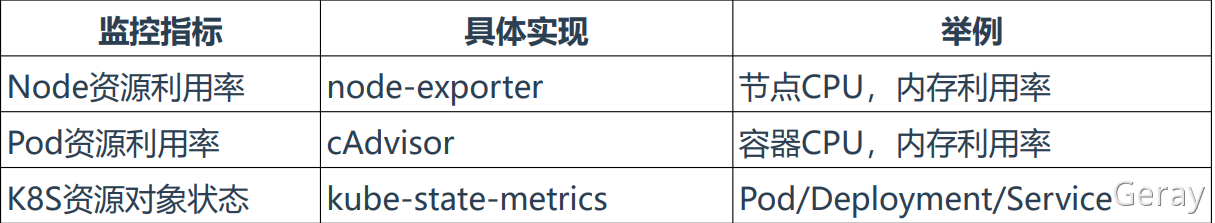 监控指标 具体实现 举例
Node资源利用率 node-exporter 节点CPU，内存利用率
Pod资源利用率 cAdvisor 容器CPU，内存利用率
K8S资源对象状态 kube-state-metrics Pod/Deployment/Service
Geray